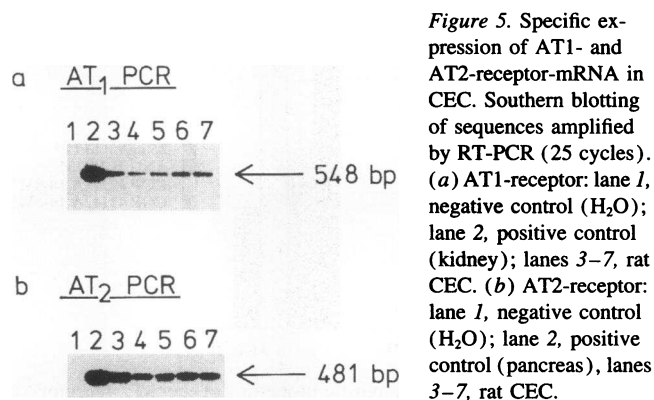 a AT1 PCR
1 2 3 4 5 6 7
548 bp
b AT2 PCR
1 2 3 4 5 6 7
481 bp
Figure 5. Specific ex-
pression of AT1- and
AT2-receptor-mRNA in
CEC. Southern blotting
of sequences amplified
by RT-PCR (25 cycles).
(a) AT1-receptor: lane 1,
negative control (H₂O);
lane 2, positive control
(kidney); lanes 3–7, rat
CEC. (b) AT2-receptor:
lane 1, negative control
(H₂O); lane 2, positive
control (pancreas), lanes
3–7, rat CEC.